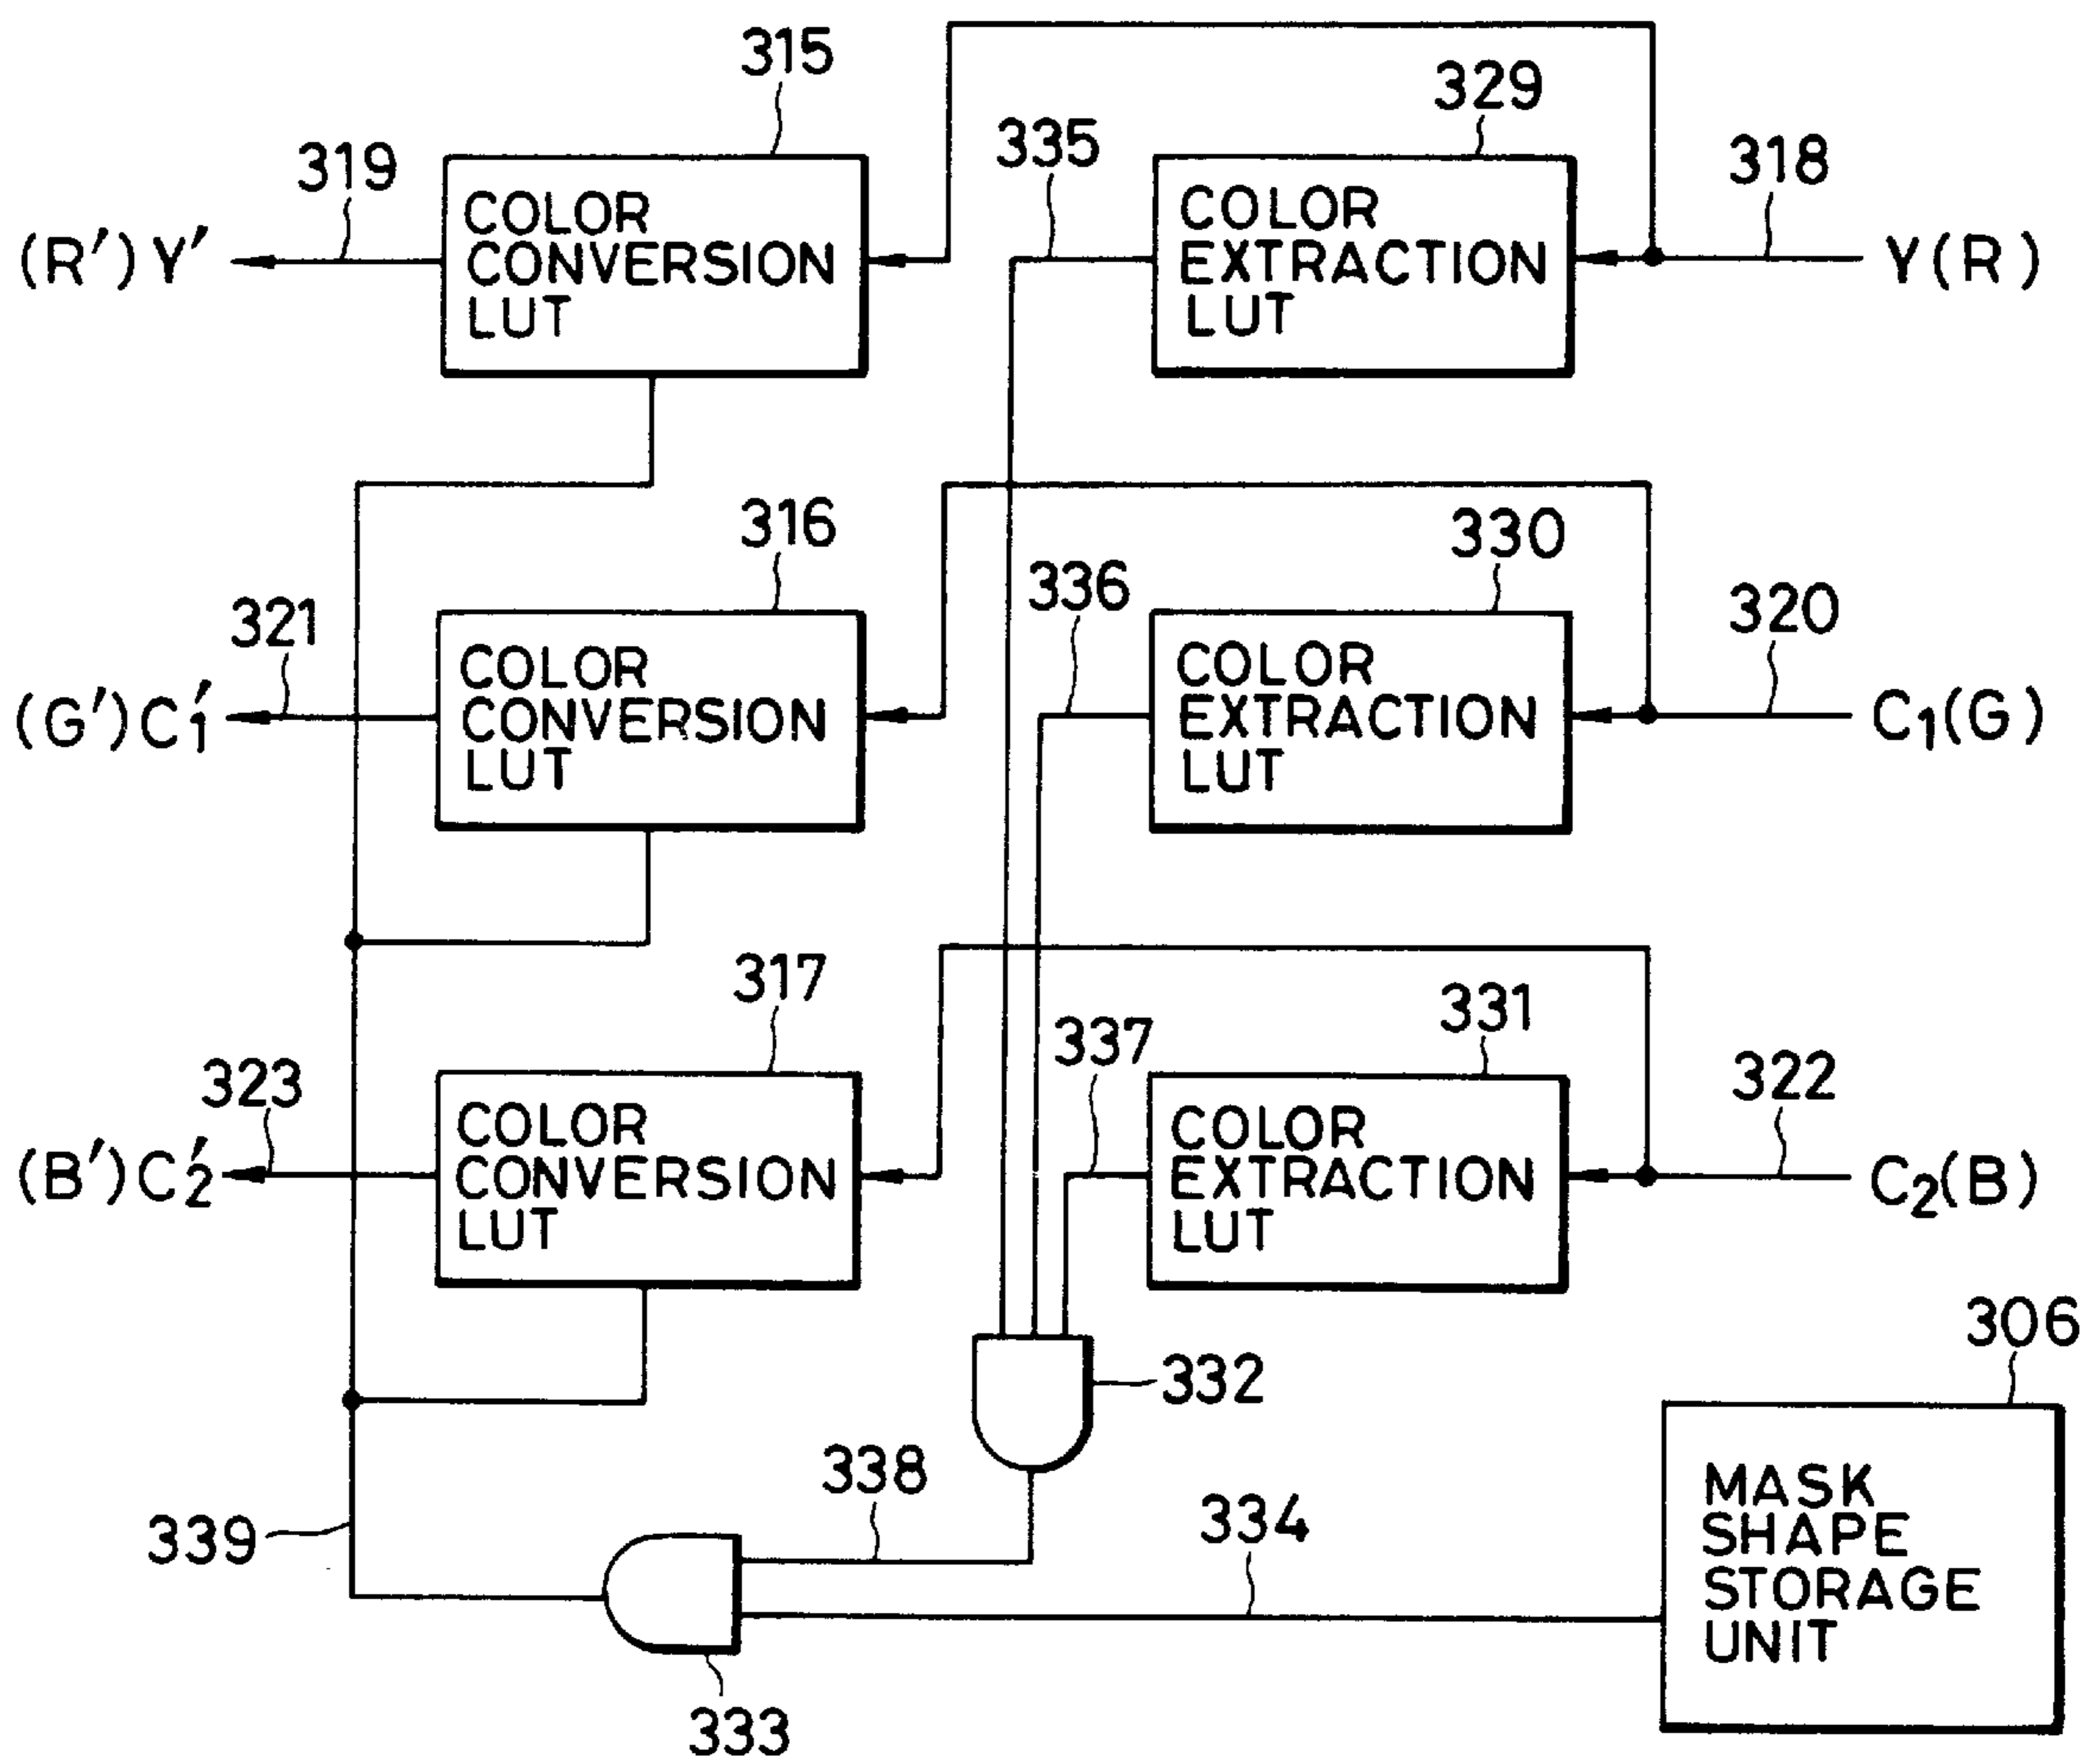 315
329
335
318
319
COLOR
CONVERSION
LUT
COLOR
EXTRACTION
LUT
(R′)Y′
Y(R)
316
330
336
320
321
COLOR
CONVERSION
LUT
COLOR
EXTRACTION
LUT
(G′)C₁′
C₁(G)
317
331
337
322
323
COLOR
CONVERSION
LUT
COLOR
EXTRACTION
LUT
(B′)C₂′
C₂(B)
306
332
338
334
339
MASK
SHAPE
STORAGE
UNIT
333